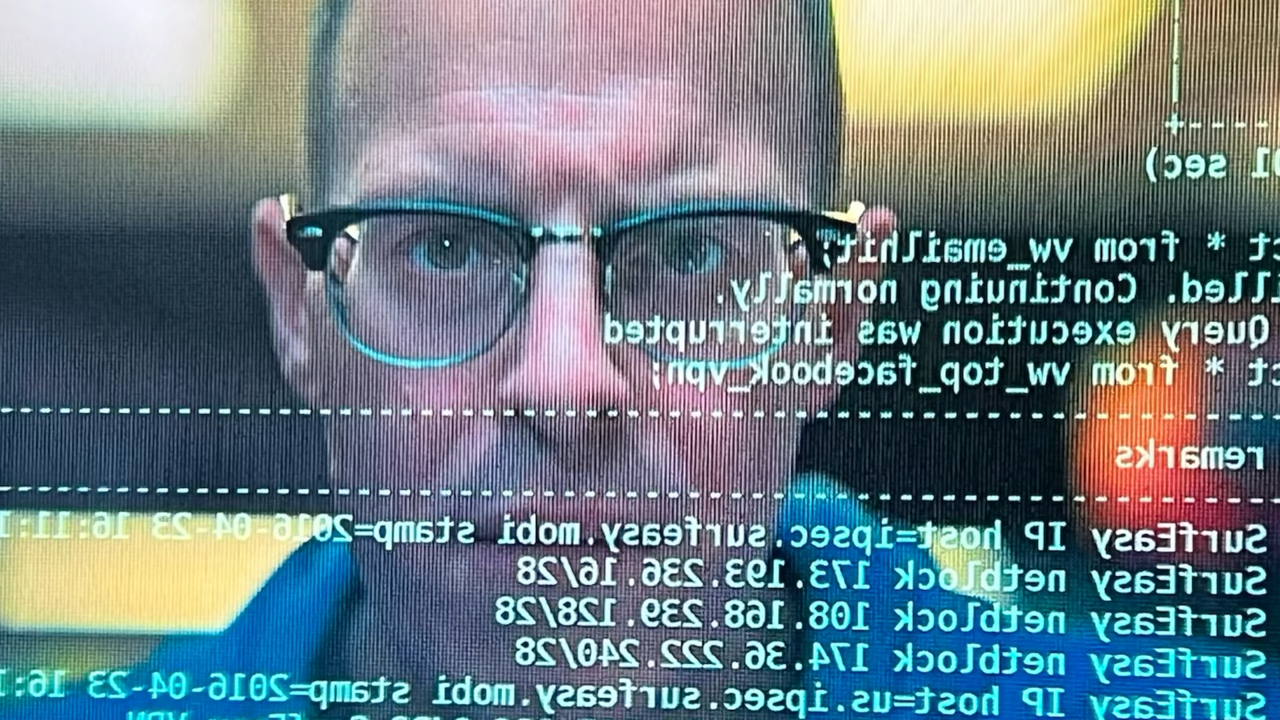 +----
01 sec)
ct * from vw_emailhit;
illed. Continuing normally.
Query execution was interrupted
ct * from vw_top_facebook_vpn;
remarks
SurfEasy IP host=ipsec.surfeasy.mobi stamp=2016-04-23 16:11:1
SurfEasy netblock 173.193.236.16/28
SurfEasy netblock 108.168.239.128/28
SurfEasy netblock 174.36.222.240/28
SurfEasy IP host=us.ipsec.surfeasy.mobi stamp=2016-04-23 16:1